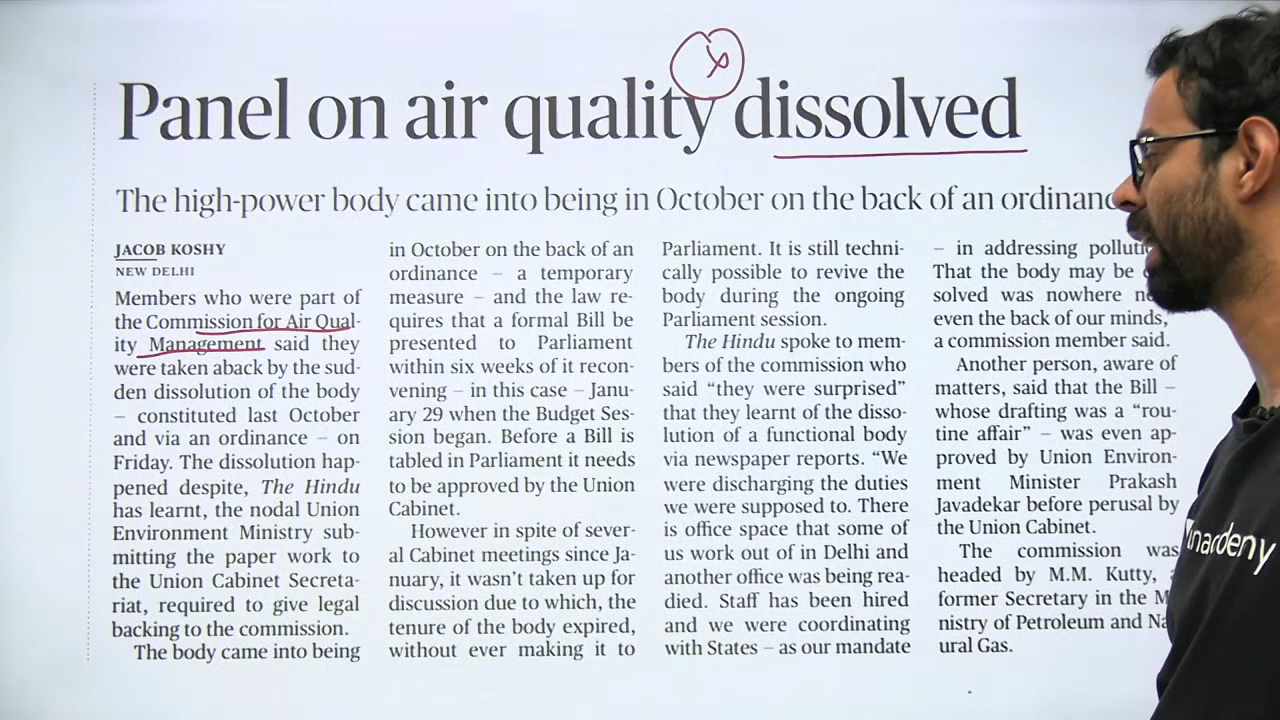 Panel on air quality dissolved
The high-power body came into being in October on the back of an
JACOB KOSHY
NEW DELHI
Members who were part of
the Commission for Air Qual-
ity Management said they
were taken aback by the sud-
den dissolution of the body
– constituted last October
and via an ordinance – on
Friday. The dissolution hap-
pened despite, The Hindu
has learnt, the nodal Union
Environment Ministry sub-
mitting the paper work to
the Union Cabinet Secreta-
riat, required to give legal
backing to the commission.
The body came into being
in October on the back of an
ordinance – a temporary
measure – and the law re-
quires that a formal Bill be
presented to Parliament
within six weeks of it recon-
vening – in this case – Janu-
ary 29 when the Budget Ses-
sion began. Before a Bill is
tabled in Parliament it needs
to be approved by the Union
Cabinet.
However in spite of sever-
al Cabinet meetings since Ja-
nuary, it wasn't taken up for
discussion due to which, the
tenure of the body expired,
without ever making it to
Parliament. It is still techni-
cally possible to revive the
body during the ongoing
Parliament session.
The Hindu spoke to mem-
bers of the commission who
said “they were surprised”
that they learnt of the disso-
lution of a functional body
via newspaper reports. “We
were discharging the duties
we were supposed to. There
is office space that some of
us work out of in Delhi and
another office was being rea-
died. Staff has been hired
and we were coordinating
with States – as our mandate
– in addressing
That the body may be
solved was nowhere
even the back of our minds,
a commission member said.
Another person, aware of
matters, said that the Bill –
whose drafting was a “rou-
tine affair” – was even ap-
proved by Union Environ-
ment Minister Prakash
Javadekar before perusal by
the Union Cabinet.
The commission was
headed by M.M. Kutty,
former Secretary in the
nistry of Petroleum and
ural Gas.